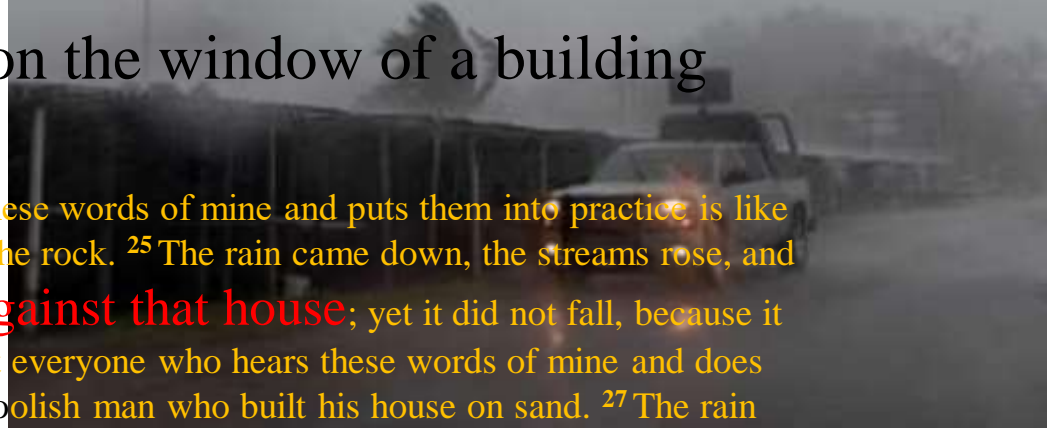 on the window of a building
ese words of mine and puts them into practice is like
he rock. 25 The rain came down, the streams rose, and
gainst that house; yet it did not fall, because it
everyone who hears these words of mine and does
oolish man who built his house on sand. 27 The rain